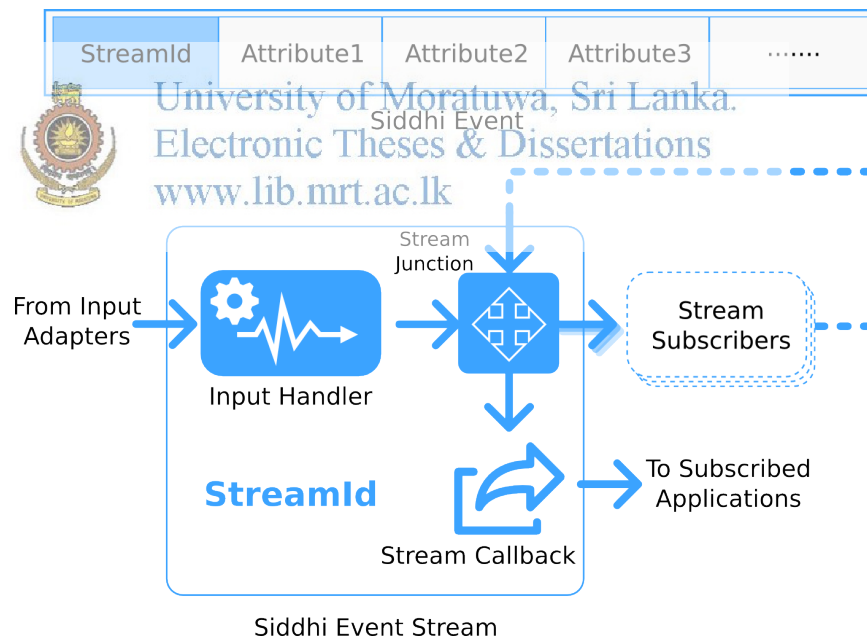 StreamId Attribute1 Attribute2 Attribute3 .......
University of Moratuwa, Sri Lanka.
Siddhi Event
Electronic Theses & Dissertations
www.lib.mrt.ac.lk
Stream
Junction
From Input
Adapters
Input Handler
Stream
Subscribers
StreamId
To Subscribed
Applications
Stream Callback
Siddhi Event Stream